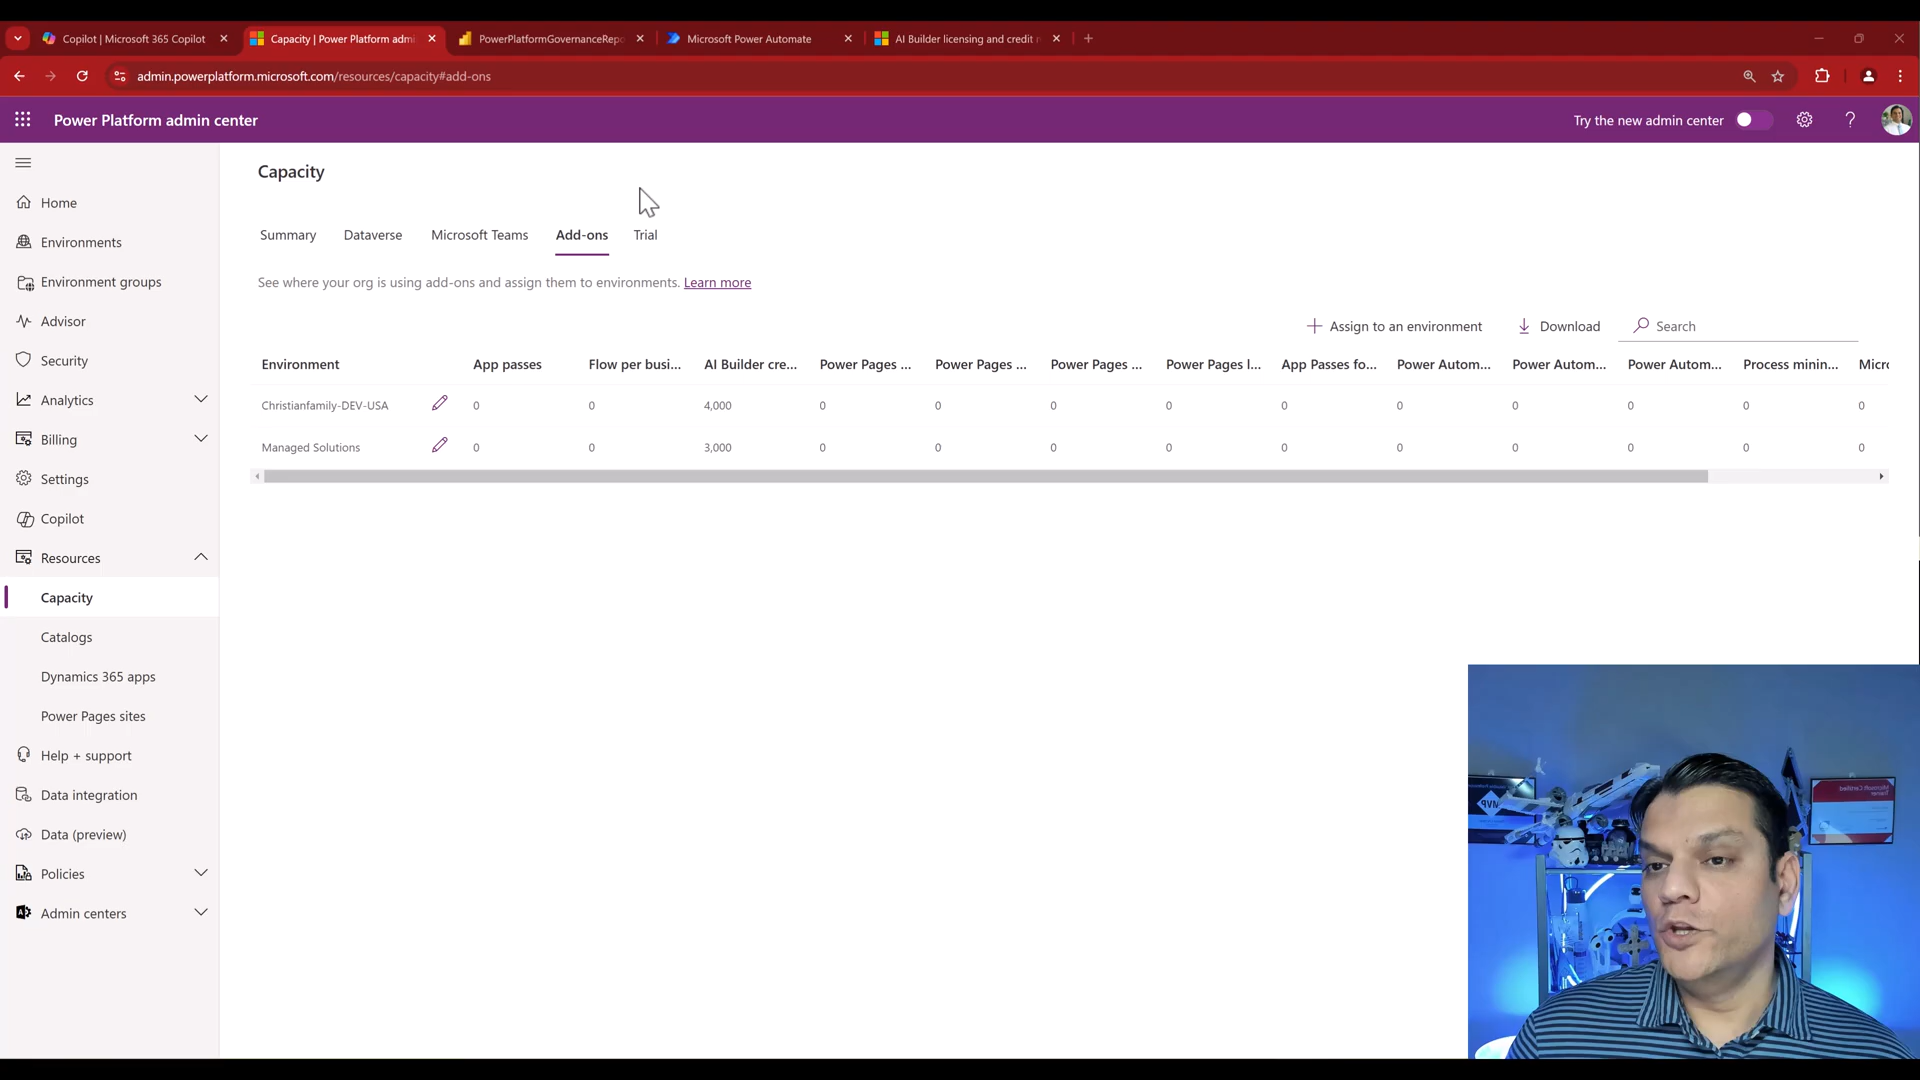 Copilot | Microsoft 365 Copilot
Capacity | Power Platform admi
PowerPlatformGovernanceRepo
Microsoft Power Automate
AI Builder licensing and credit m
admin.powerplatform.microsoft.com/resources/capacity#add-ons
Power Platform admin center
Try the new admin center
Home
Environments
Environment groups
Advisor
Security
Analytics
Billing
Settings
Copilot
Resources
Capacity
Catalogs
Dynamics 365 apps
Power Pages sites
Help + support
Data integration
Data (preview)
Policies
Admin centers
Capacity
Summary Dataverse Microsoft Teams Add-ons Trial
See where your org is using add-ons and assign them to environments. Learn more
Assign to an environment Download Search
Environment App passes Flow per busi... AI Builder cre... Power Pages ... Power Pages ... Power Pages ... Power Pages l... App Passes fo... Power Autom... Power Autom... Power Autom... Process minin... Micro
Christianfamily-DEV-USA 0 0 4,000 0 0 0 0 0 0 0 0 0 0
Managed Solutions 0 0 3,000 0 0 0 0 0 0 0 0 0 0